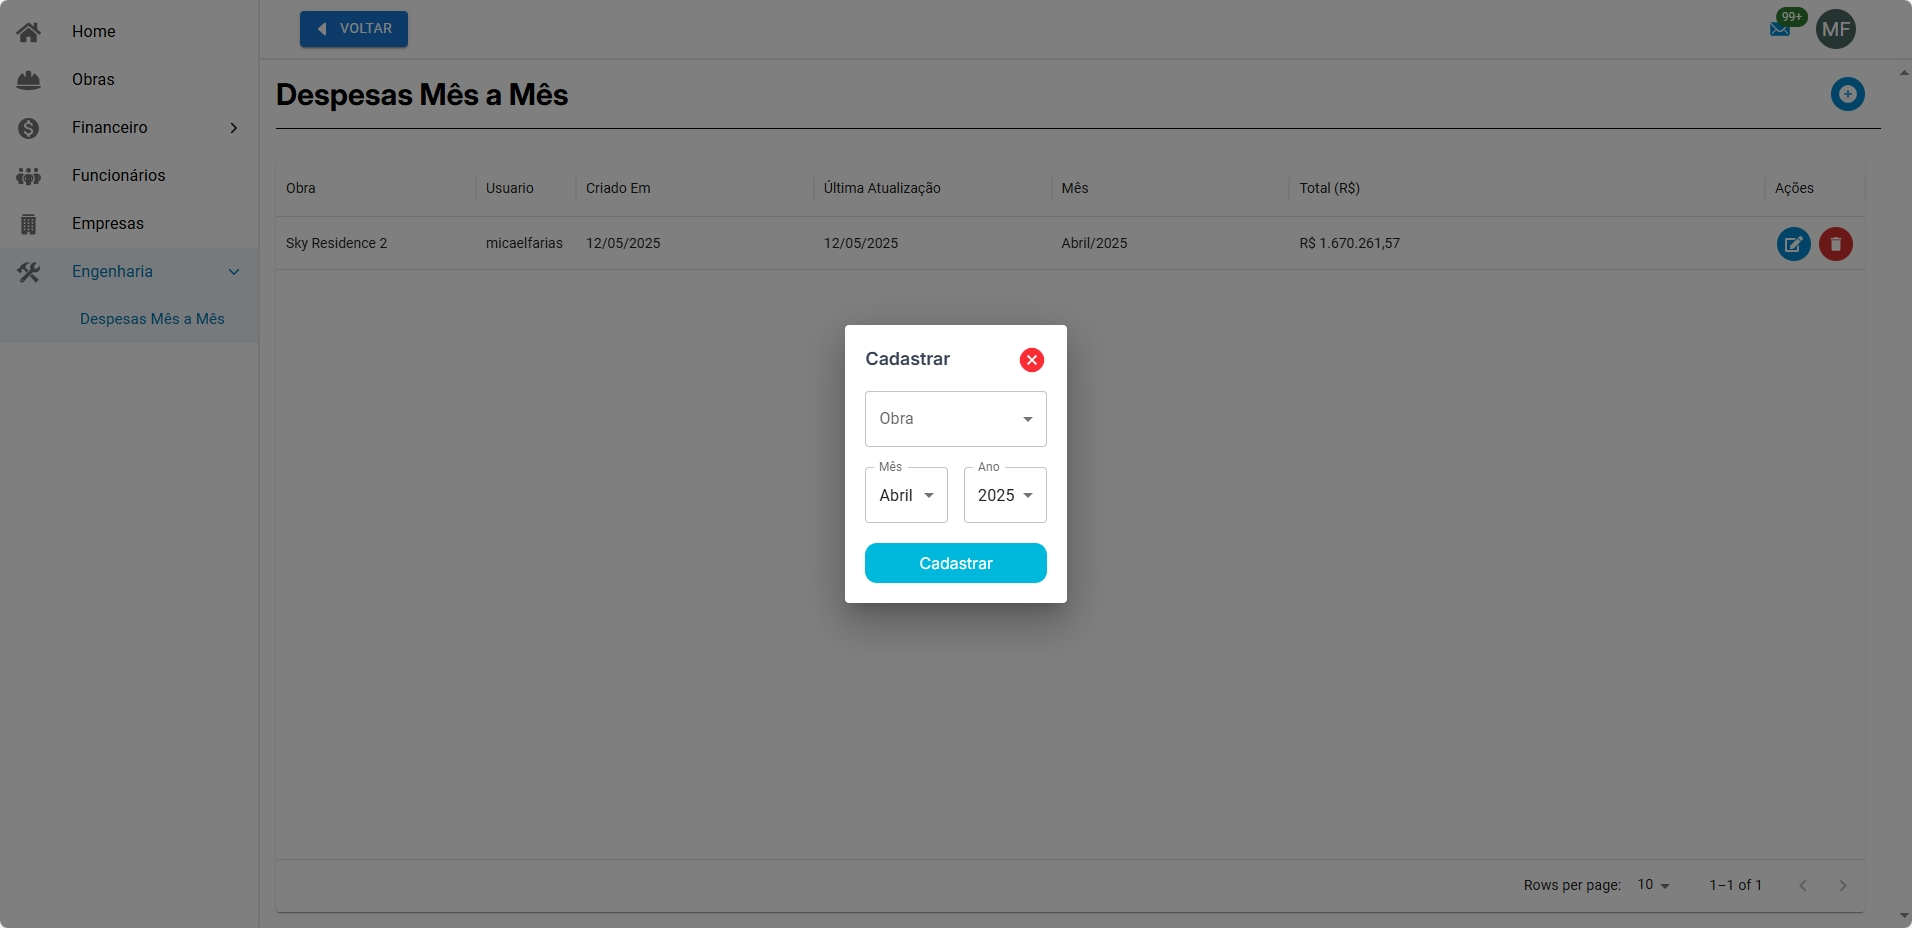 Home
Obras
Financeiro
Funcionários
Empresas
Engenharia
Despesas Mês a Mês
VOLTAR
99+
MF
Despesas Mês a Mês
Obra Usuario Criado Em Última Atualização Mês Total (R$) Ações
Sky Residence 2 micaelfarias 12/05/2025 12/05/2025 Abril/2025 R$ 1.670.261,57
Cadastrar
Obra
Mês Ano
Abril 2025
Cadastrar
Rows per page: 10 1–1 of 1